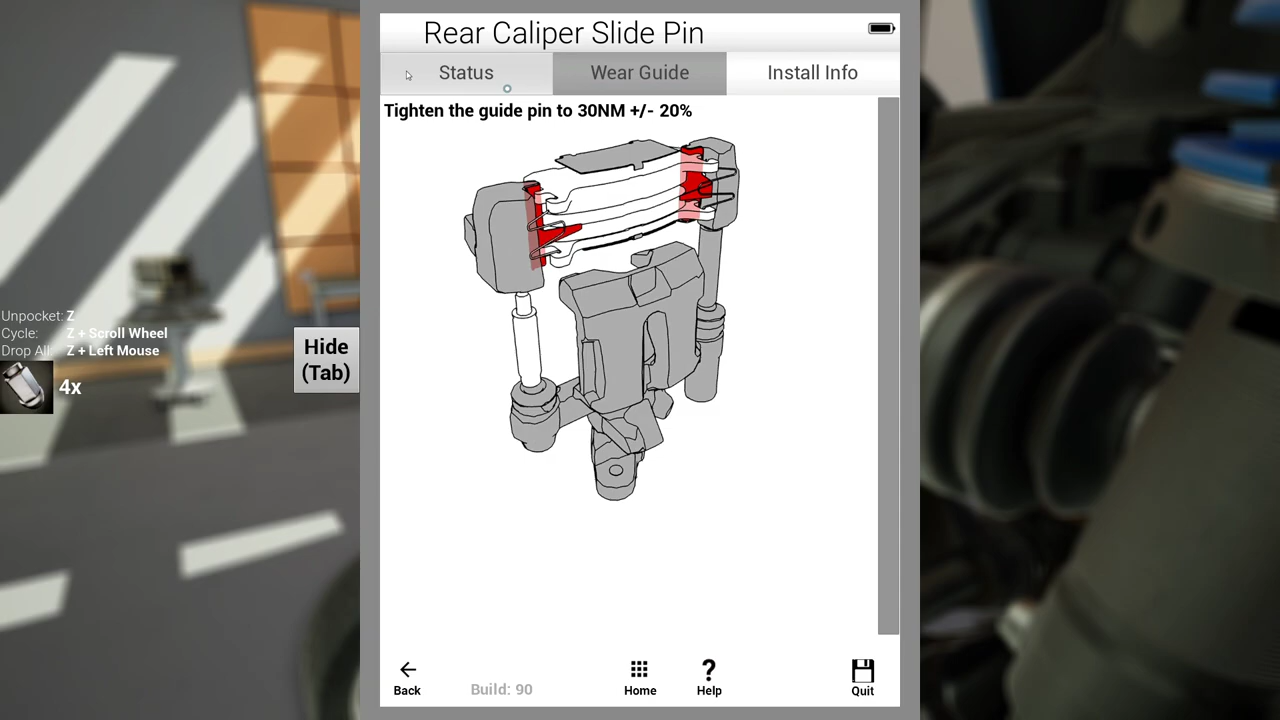 Rear Caliper Slide Pin
Status
Wear Guide
Install Info
Tighten the guide pin to 30NM +/- 20%
Unpocket: Z
Cycle: Z + Scroll Wheel
Drop All: Z + Left Mouse
4x
Hide
(Tab)
Back
Build: 90
Home
Help
Quit